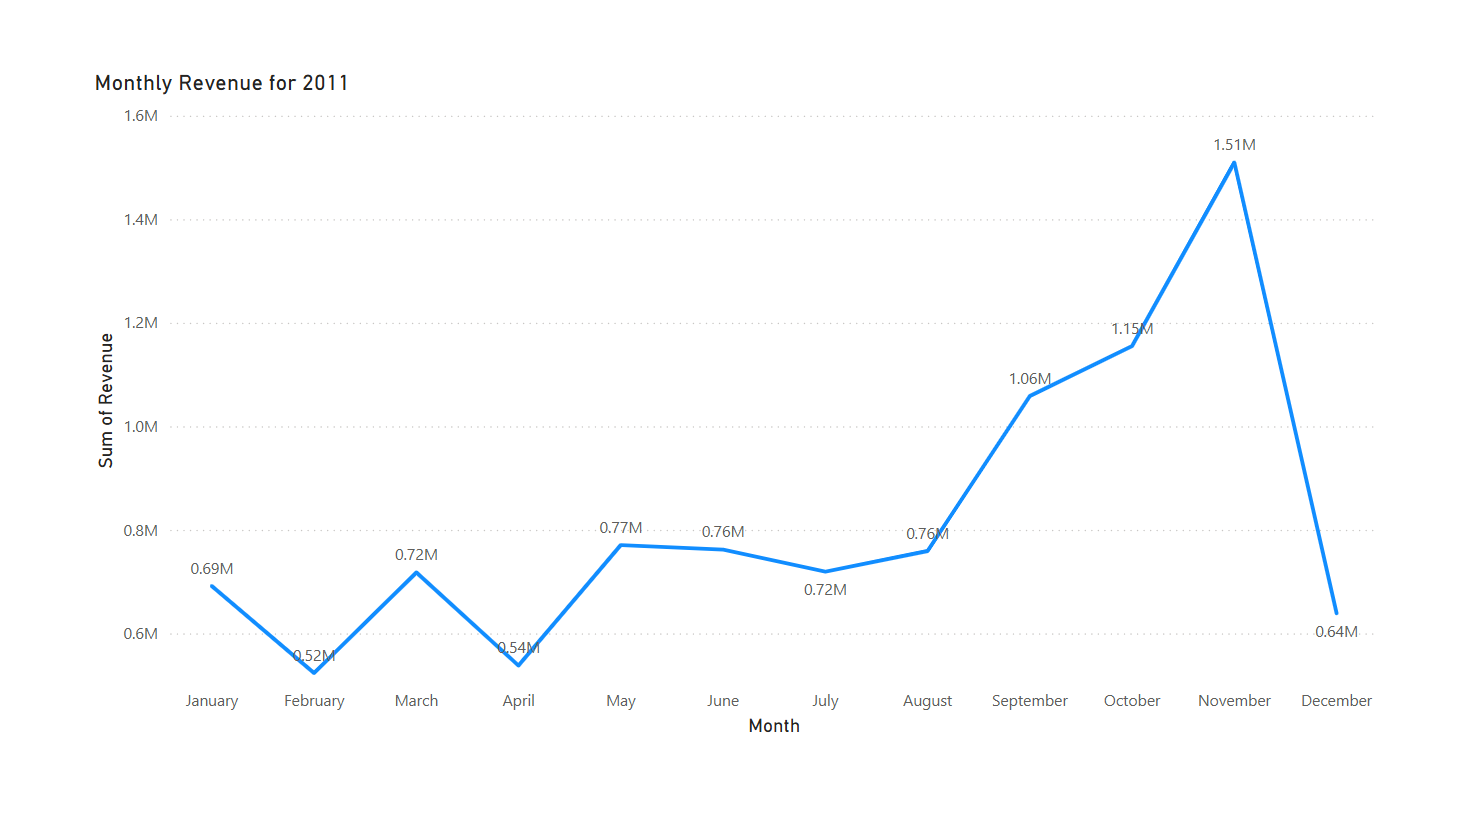 Monthly Revenue for 2011
1.6M
1.4M
1.2M
1.0M
0.8M
0.6M
Sum of Revenue
0.69M
0.52M
0.72M
0.54M
0.77M
0.76M
0.72M
0.76M
1.06M
1.15M
1.51M
0.64M
January February March April May June July August September October November December
Month